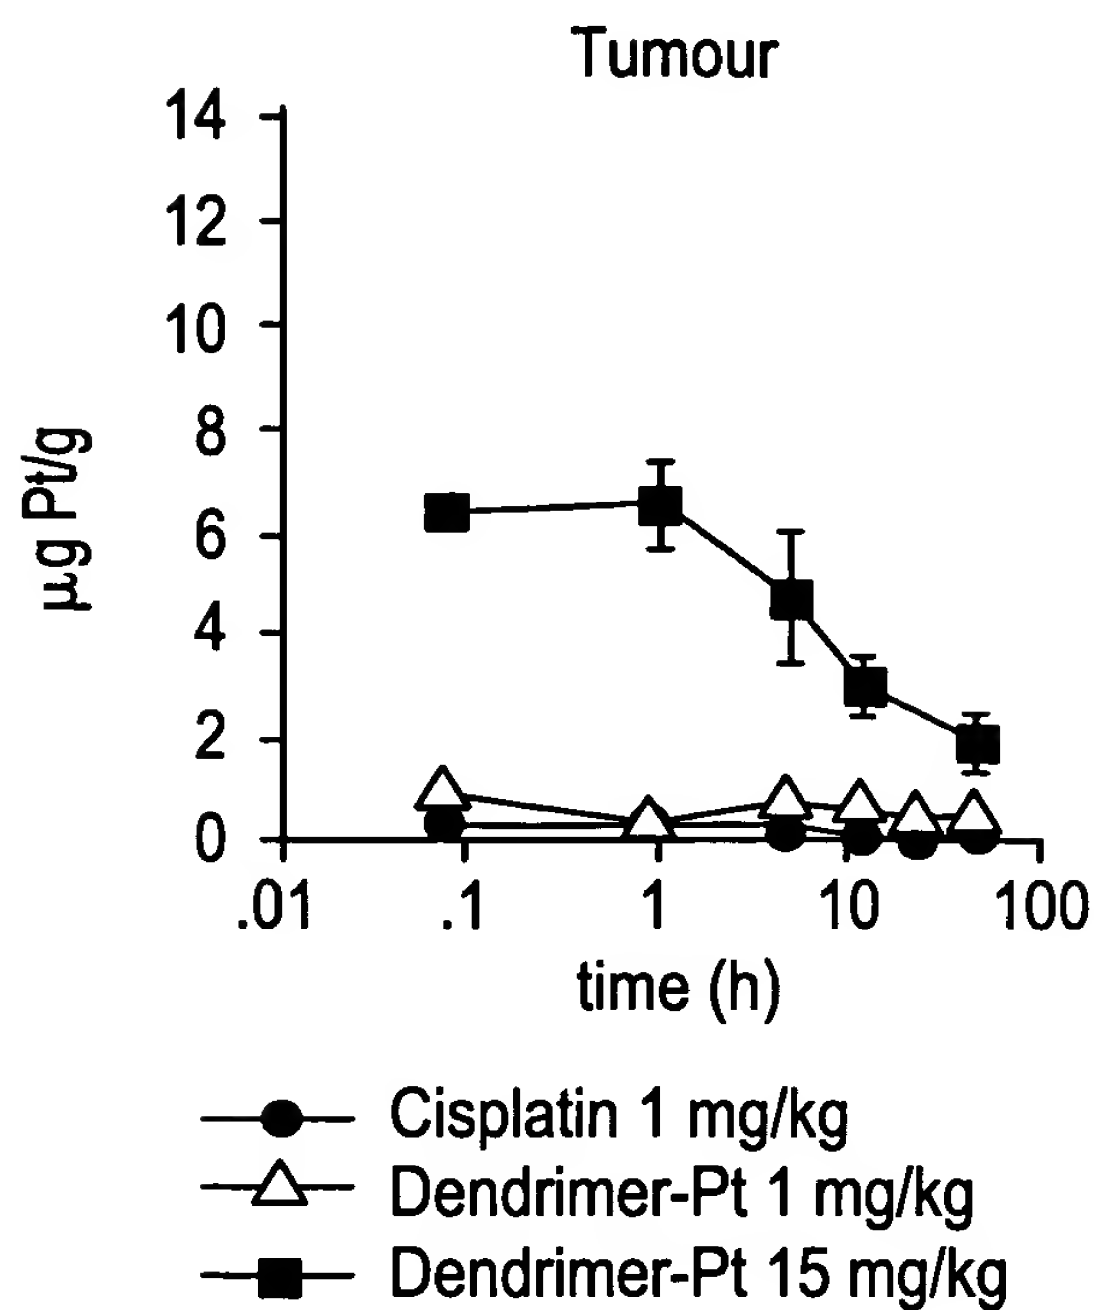 Tumour
14
12
10
8
6
4
2
0
µg Pt/g
.01 .1 1 10 100
time (h)
Cisplatin 1 mg/kg
Dendrimer-Pt 1 mg/kg
Dendrimer-Pt 15 mg/kg